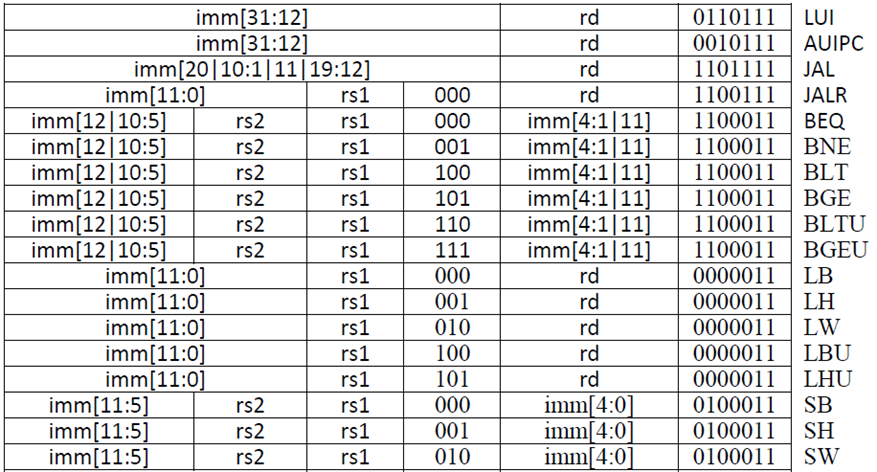 imm[31:12] rd 0110111 LUI
imm[31:12] rd 0010111 AUIPC
imm[20|10:1|11|19:12] rd 1101111 JAL
imm[11:0] rs1 000 rd 1100111 JALR
imm[12|10:5] rs2 rs1 000 imm[4:1|11] 1100011 BEQ
imm[12|10:5] rs2 rs1 001 imm[4:1|11] 1100011 BNE
imm[12|10:5] rs2 rs1 100 imm[4:1|11] 1100011 BLT
imm[12|10:5] rs2 rs1 101 imm[4:1|11] 1100011 BGE
imm[12|10:5] rs2 rs1 110 imm[4:1|11] 1100011 BLTU
imm[12|10:5] rs2 rs1 111 imm[4:1|11] 1100011 BGEU
imm[11:0] rs1 000 rd 0000011 LB
imm[11:0] rs1 001 rd 0000011 LH
imm[11:0] rs1 010 rd 0000011 LW
imm[11:0] rs1 100 rd 0000011 LBU
imm[11:0] rs1 101 rd 0000011 LHU
imm[11:5] rs2 rs1 000 imm[4:0] 0100011 SB
imm[11:5] rs2 rs1 001 imm[4:0] 0100011 SH
imm[11:5] rs2 rs1 010 imm[4:0] 0100011 SW